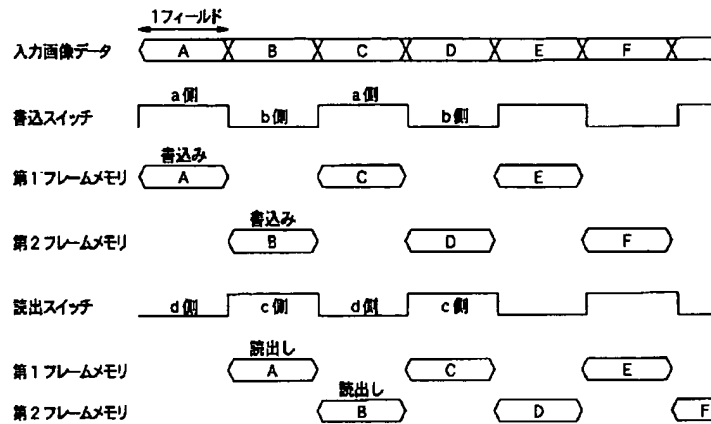 1フィールド
入力画像データ A B C D E F
a側 a側
書込スイッチ b側 b側
書込み
第1フレームメモリ A C E
書込み
第2フレームメモリ B D F
読出スイッチ d側 c側 d側 c側
読出し
第1フレームメモリ A C E
読出し
第2フレームメモリ B D F